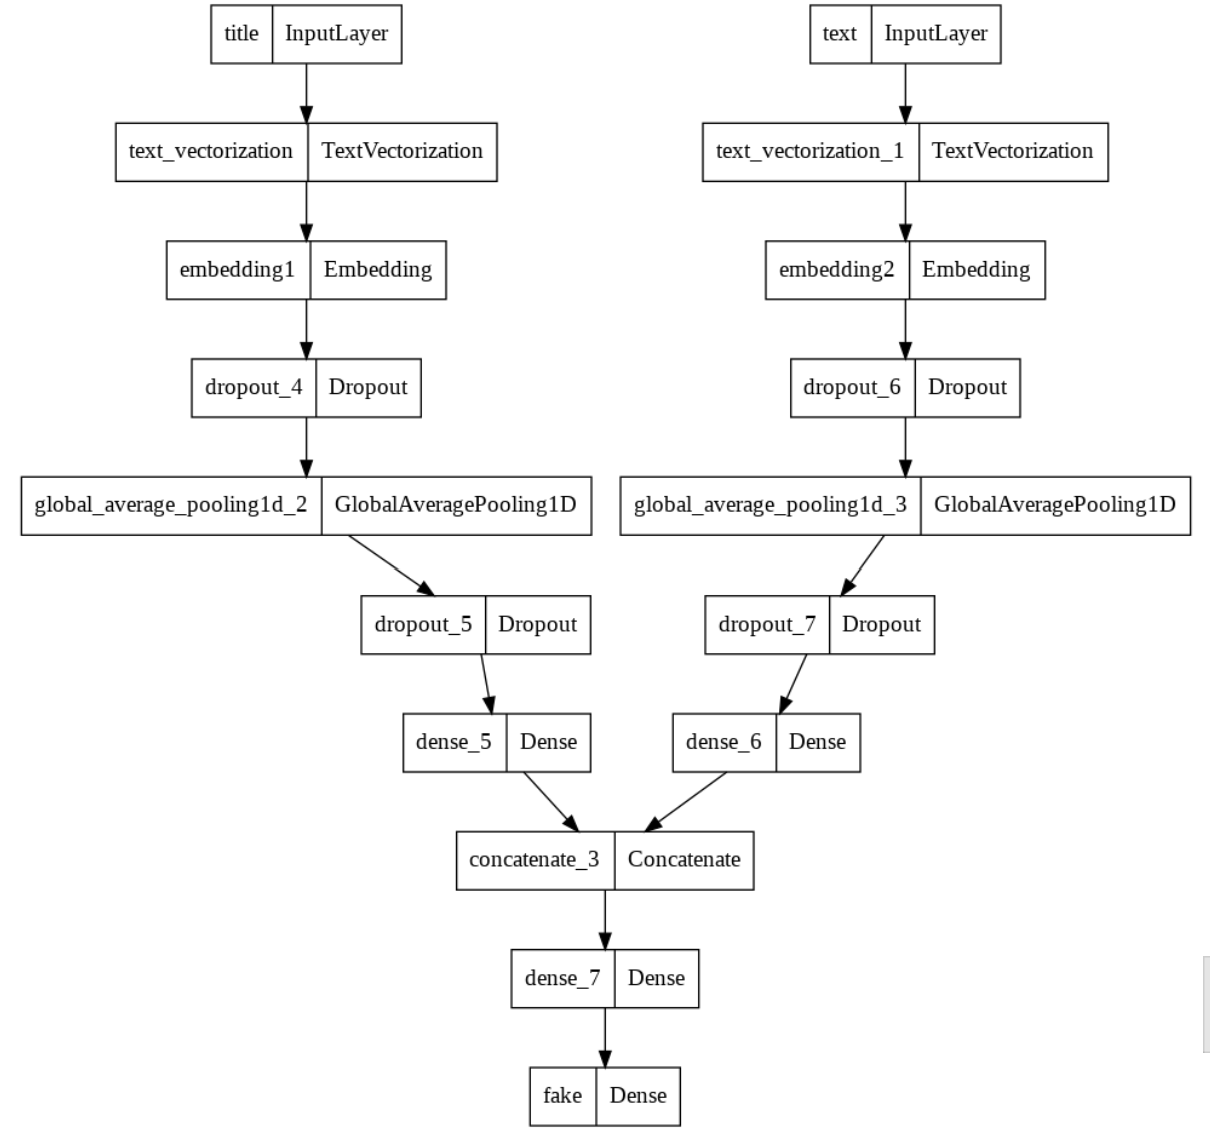 title InputLayer
text InputLayer
text_vectorization TextVectorization
text_vectorization_1 TextVectorization
embedding1 Embedding
embedding2 Embedding
dropout_4 Dropout
dropout_6 Dropout
global_average_pooling1d_2 GlobalAveragePooling1D
global_average_pooling1d_3 GlobalAveragePooling1D
dropout_5 Dropout
dropout_7 Dropout
dense_5 Dense
dense_6 Dense
concatenate_3 Concatenate
dense_7 Dense
fake Dense